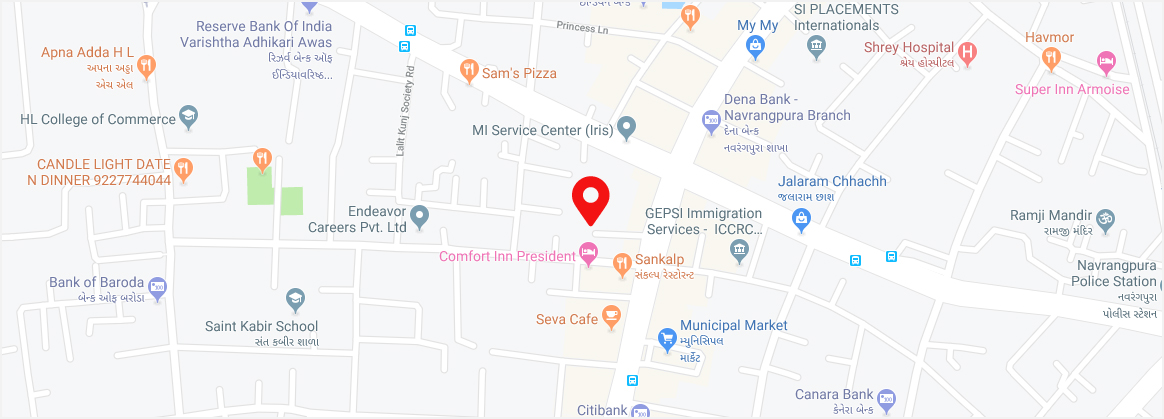 Princess Ln
ઇન્ડિયન બેન્ક
SI PLACEMENTS
Internationals
Reserve Bank Of India
Varishtha Adhikari Awas
રિઝર્વ બેન્ક ઓફ
ઈન્ડિયાવરિષ્ઠ...
My My
Havmor
Apna Adda H L
અપના અડ્ડા
એચ એલ
Shrey Hospital
શ્રેય હોસ્પીટલ
Sam's Pizza
Super Inn Armoise
Lalit Kunj Society Rd
HL College of Commerce
Dena Bank -
Navrangpura Branch
દેના બેન્ક
નવરંગપુરા શાખા
MI Service Center (Iris)
CANDLE LIGHT DATE
N DINNER 9227744044
Jalaram Chhachh
જલારામ છાશ
Endeavor
Careers Pvt. Ltd
GEPSI Immigration
Services - ICCRC...
Ramji Mandir
રામજી મંદિર
Comfort Inn President
Sankalp
સંકલ્પ રેસ્ટોરન્ટ
Navrangpura
Police Station
નવરંગપુરા
પોલીસ સ્ટેશન
Bank of Baroda
બેન્ક ઓફ બરોડા
Saint Kabir School
સંત કબીર શાળા
Seva Cafe
Municipal Market
મ્યુનિસિપલ
માર્કેટ
Canara Bank
કેનેરા બેન્ક
Citibank